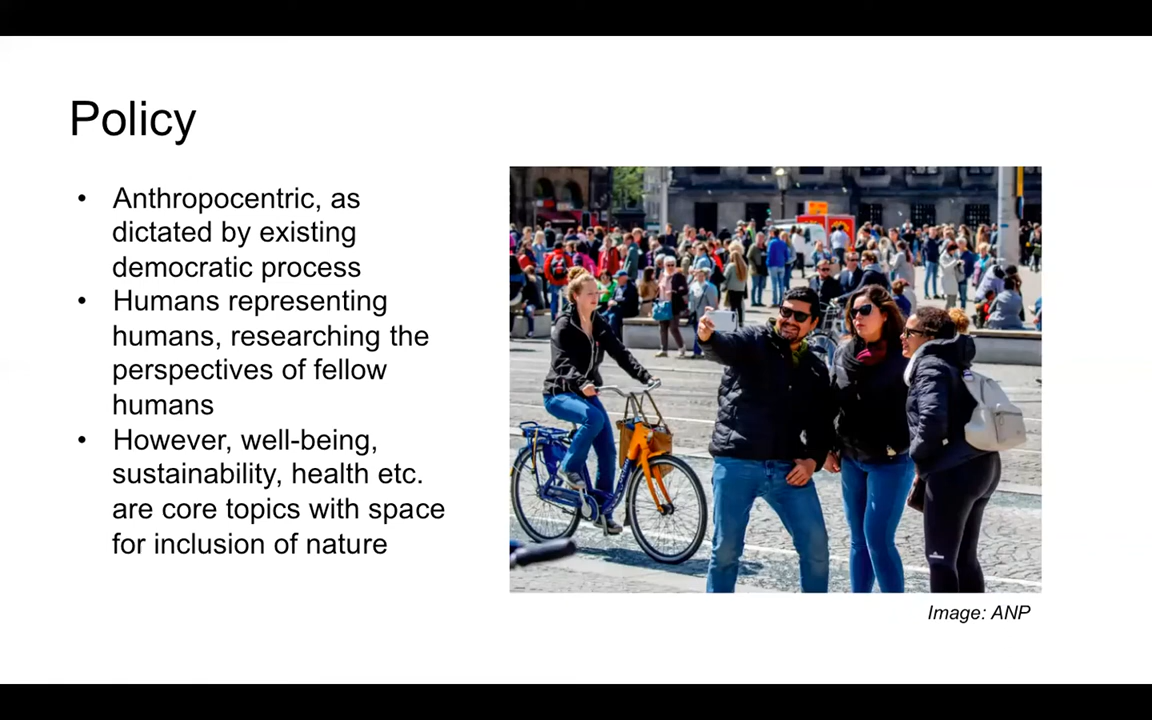 Policy
• Anthropocentric, as
dictated by existing
democratic process
• Humans representing
humans, researching the
perspectives of fellow
humans
• However, well-being,
sustainability, health etc.
are core topics with space
for inclusion of nature
Image: ANP